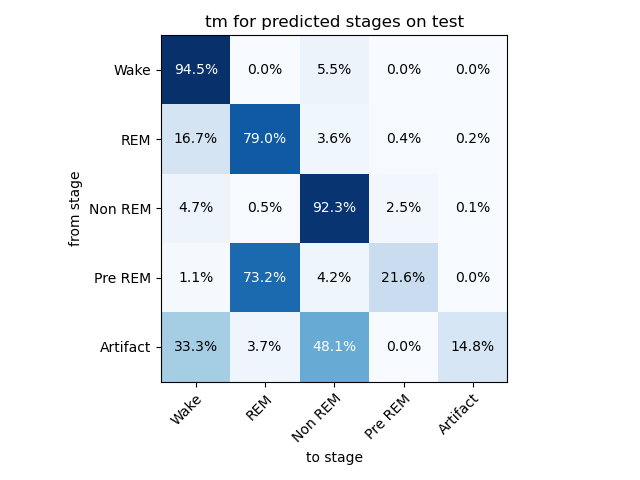 tm for predicted stages on test
Wake 94.5% 0.0% 5.5% 0.0% 0.0%
REM 16.7% 79.0% 3.6% 0.4% 0.2%
Non REM 4.7% 0.5% 92.3% 2.5% 0.1%
Pre REM 1.1% 73.2% 4.2% 21.6% 0.0%
Artifact 33.3% 3.7% 48.1% 0.0% 14.8%
from stage
Wake REM Non REM Pre REM Artifact
to stage